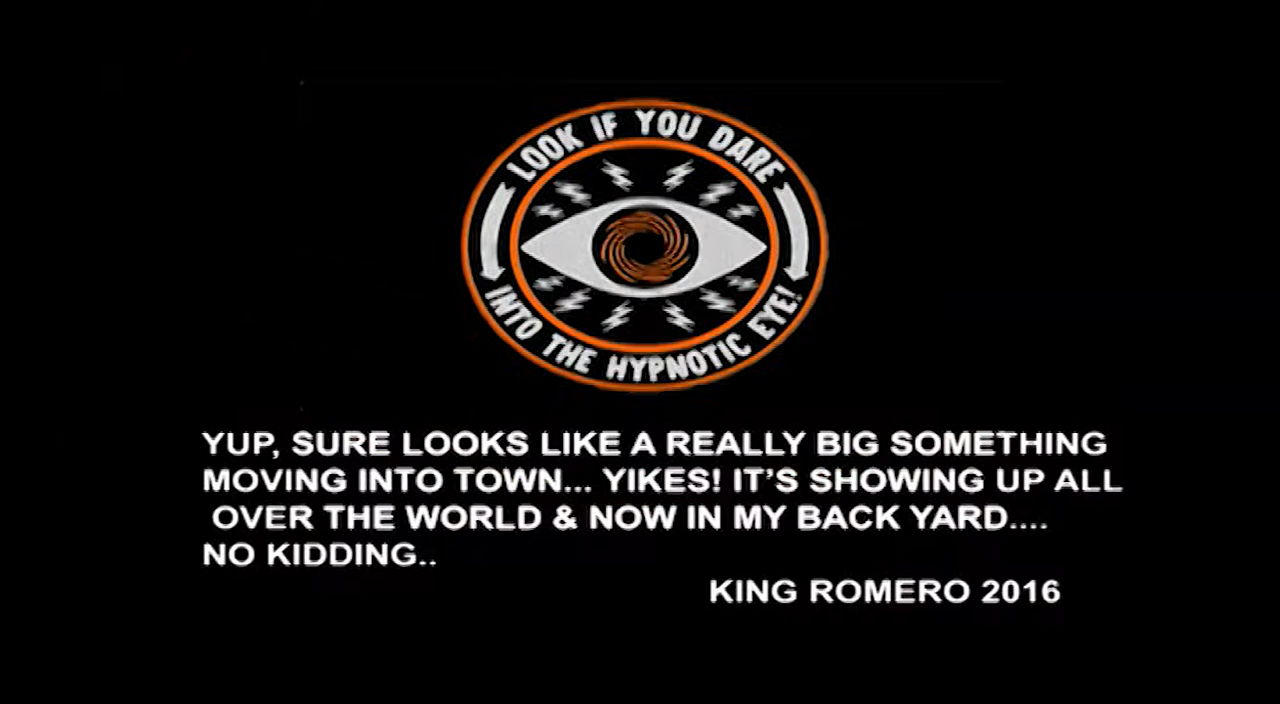 LOOK IF YOU DARE
INTO THE HYPNOTIC EYE!
YUP, SURE LOOKS LIKE A REALLY BIG SOMETHING
MOVING INTO TOWN... YIKES! IT’S SHOWING UP ALL
OVER THE WORLD & NOW IN MY BACK YARD....
NO KIDDING..
KING ROMERO 2016